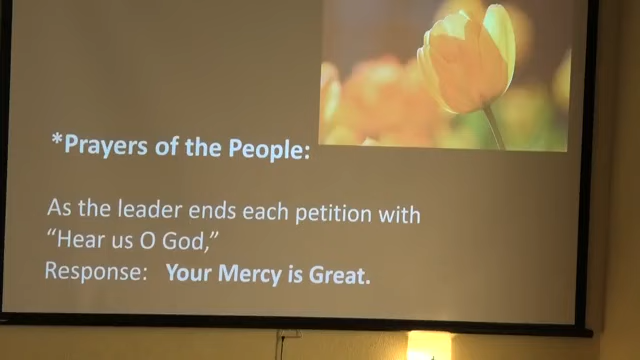 *Prayers of the People:
As the leader ends each petition with
“Hear us O God,”
Response: Your Mercy is Great.